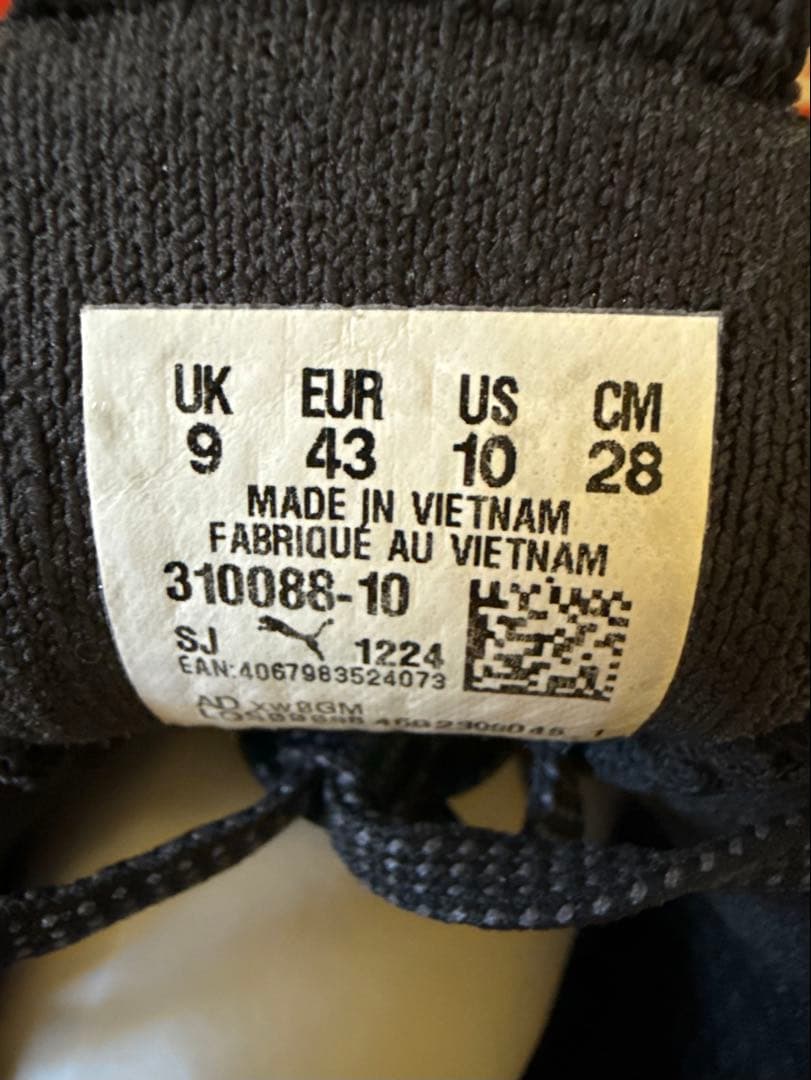 UK EUR US CM
9 43 10 28
MADE IN VIETNAM
FABRIQUÉ AU VIETNAM
310088-10
SJ 1224
EAN:4067983524073
AD